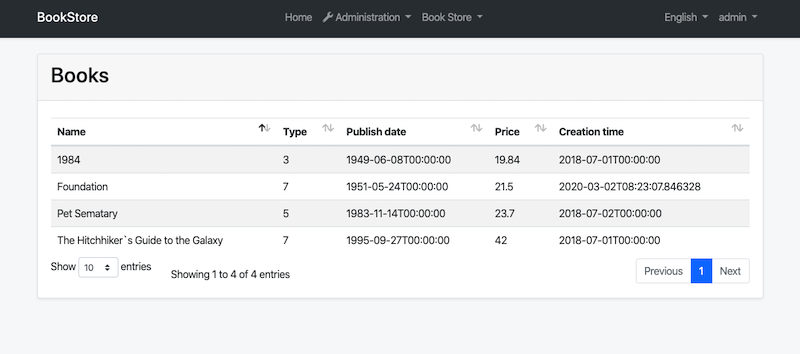 BookStore Home Administration Book Store English admin
Books
Name Type Publish date Price Creation time
1984 3 1949-06-08T00:00:00 19.84 2018-07-01T00:00:00
Foundation 7 1951-05-24T00:00:00 21.5 2020-03-02T08:23:07.846328
Pet Sematary 5 1983-11-14T00:00:00 23.7 2018-07-02T00:00:00
The Hitchhiker`s Guide to the Galaxy 7 1995-09-27T00:00:00 42 2018-07-01T00:00:00
Show 10 entries Showing 1 to 4 of 4 entries Previous 1 Next